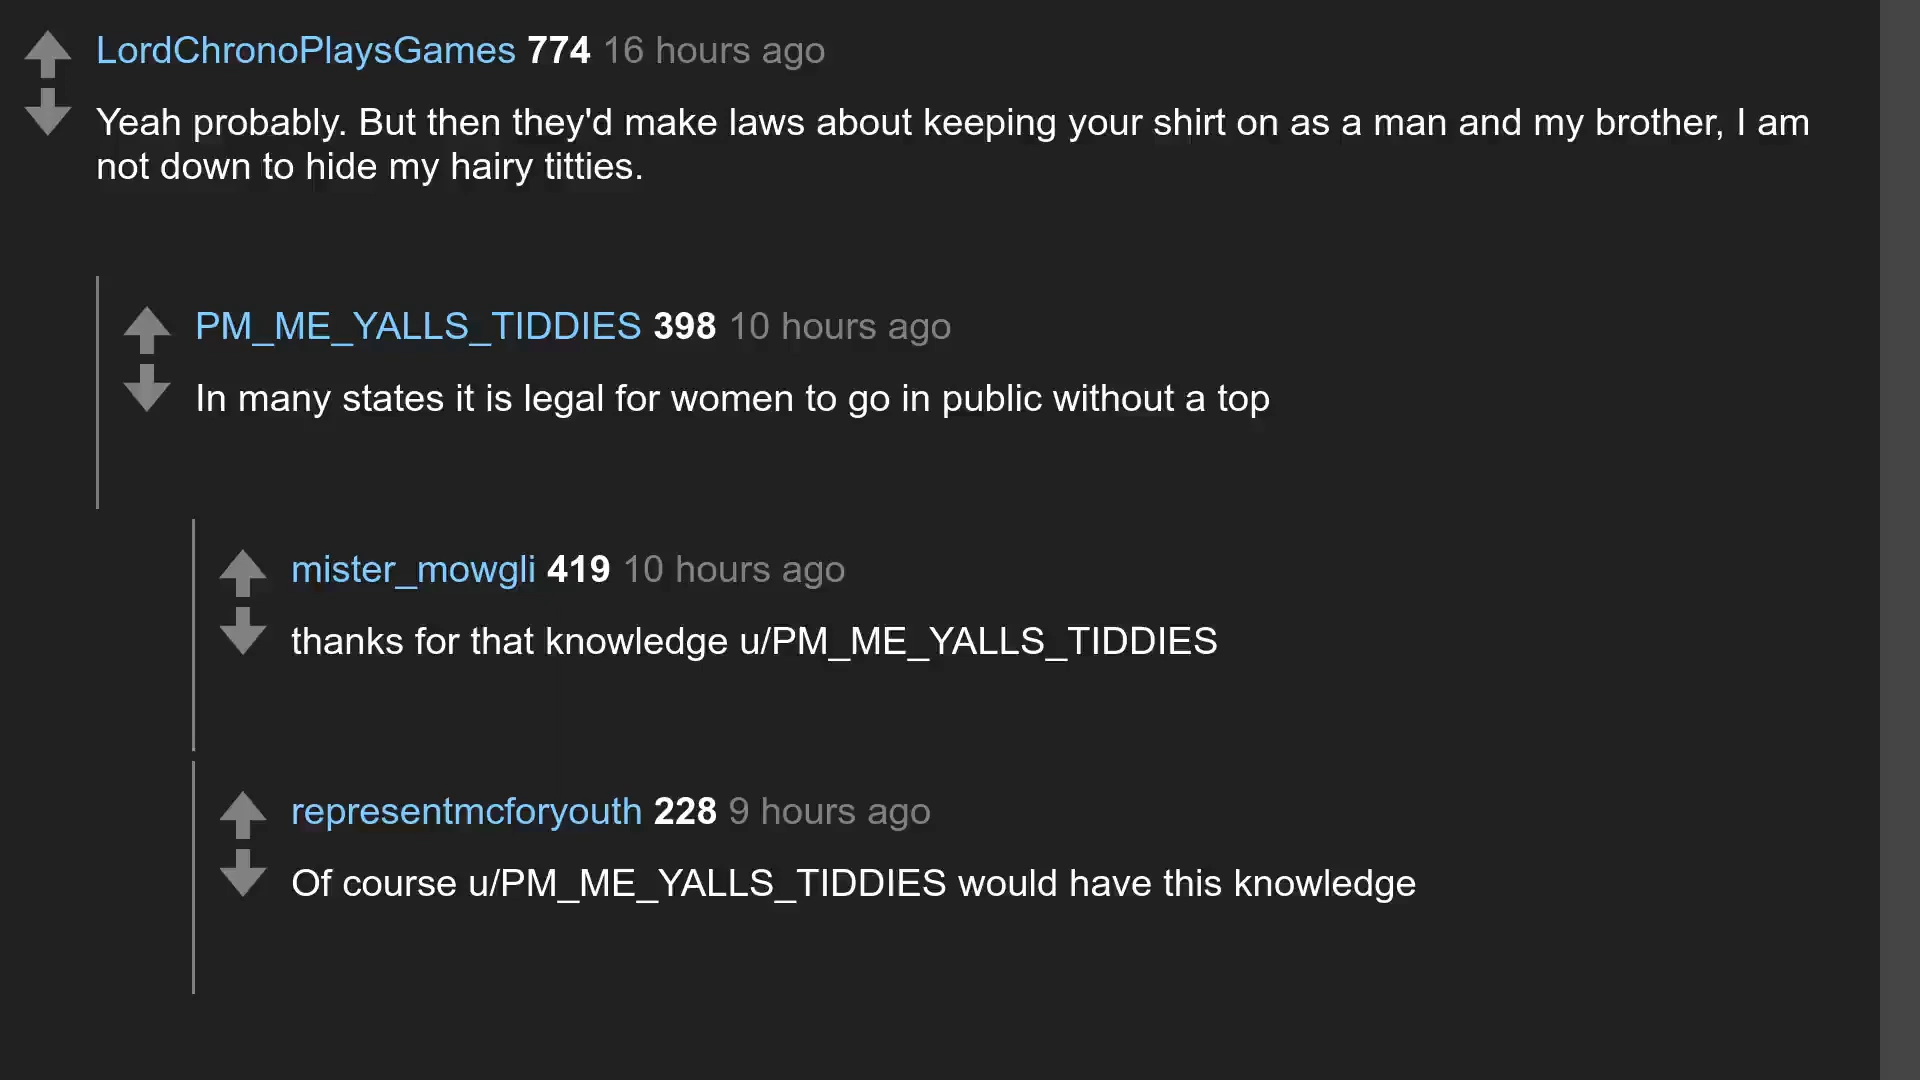 LordChronoPlaysGames 774 16 hours ago
Yeah probably. But then they'd make laws about keeping your shirt on as a man and my brother, I am
not down to hide my hairy titties.
PM_ME_YALLS_TIDDIES 398 10 hours ago
In many states it is legal for women to go in public without a top
mister_mowgli 419 10 hours ago
thanks for that knowledge u/PM_ME_YALLS_TIDDIES
representmcforyouth 228 9 hours ago
Of course u/PM_ME_YALLS_TIDDIES would have this knowledge